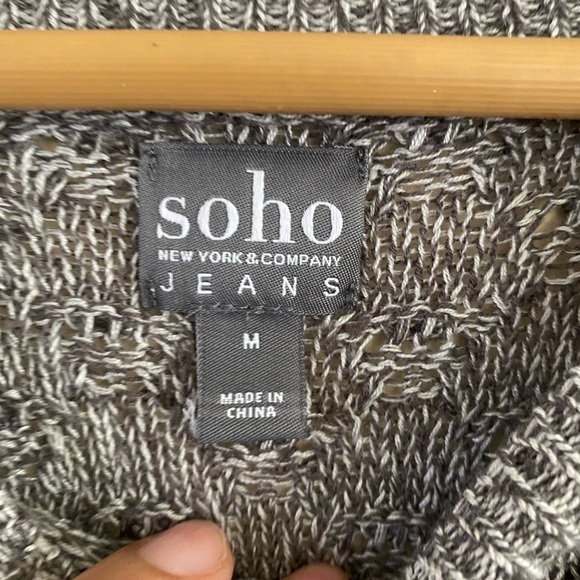 soho
NEW YORK & COMPANY
JEANS
M
MADE IN
CHINA